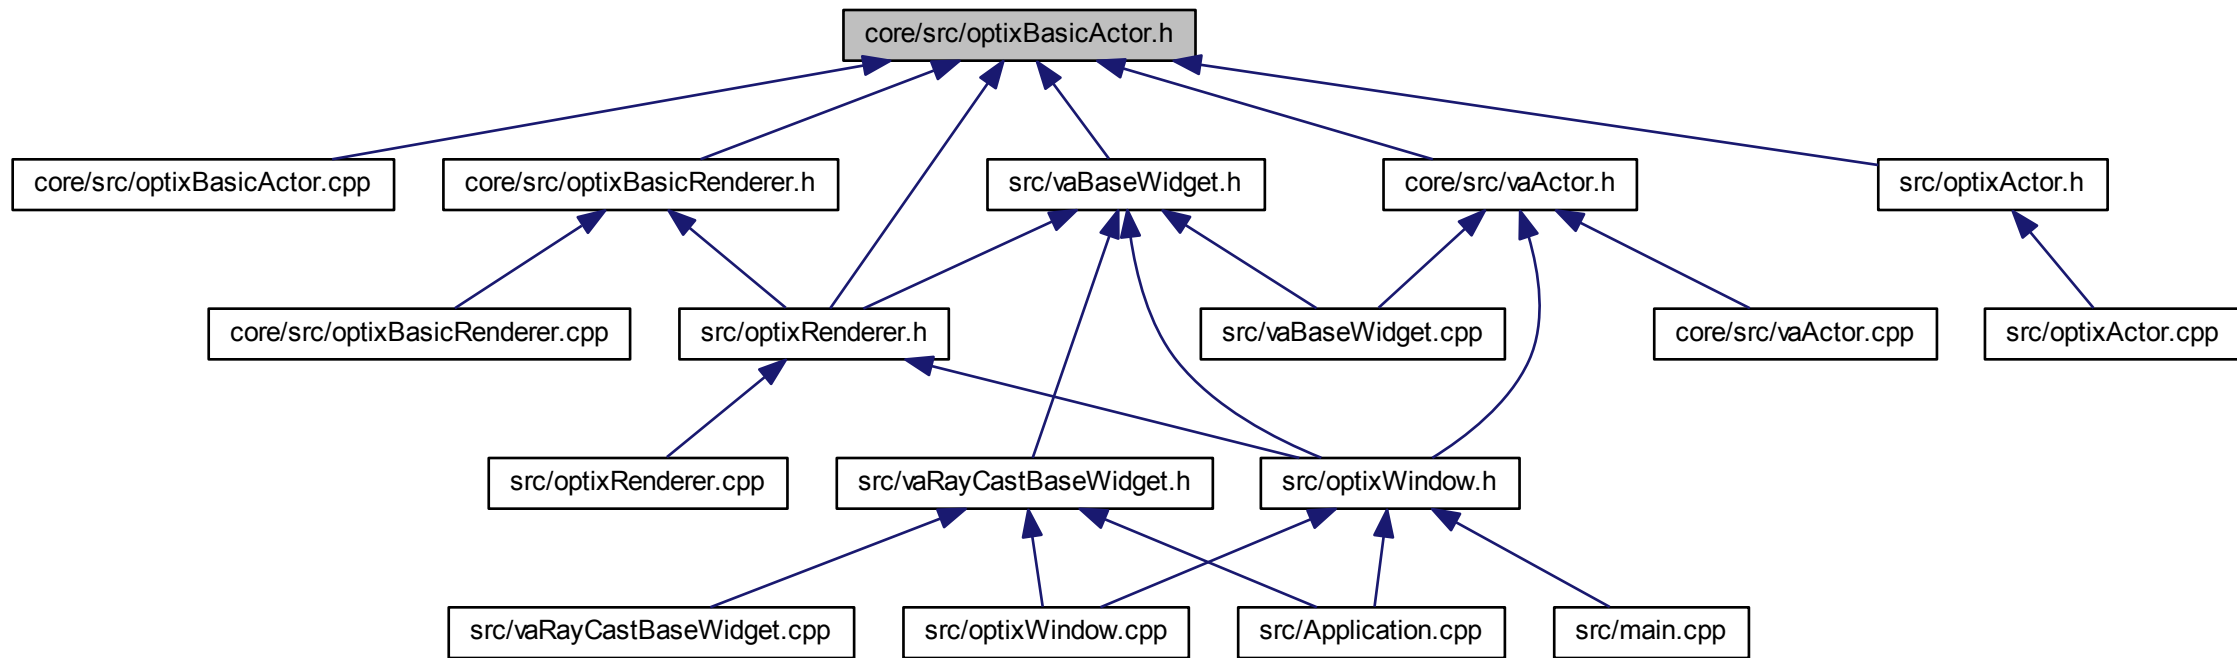 core/src/optixBasicActor.h
core/src/optixBasicActor.cpp
core/src/optixBasicRenderer.h
src/vaBaseWidget.h
core/src/vaActor.h
src/optixActor.h
core/src/optixBasicRenderer.cpp
src/optixRenderer.h
src/vaBaseWidget.cpp
core/src/vaActor.cpp
src/optixActor.cpp
src/optixRenderer.cpp
src/vaRayCastBaseWidget.h
src/optixWindow.h
src/vaRayCastBaseWidget.cpp
src/optixWindow.cpp
src/Application.cpp
src/main.cpp